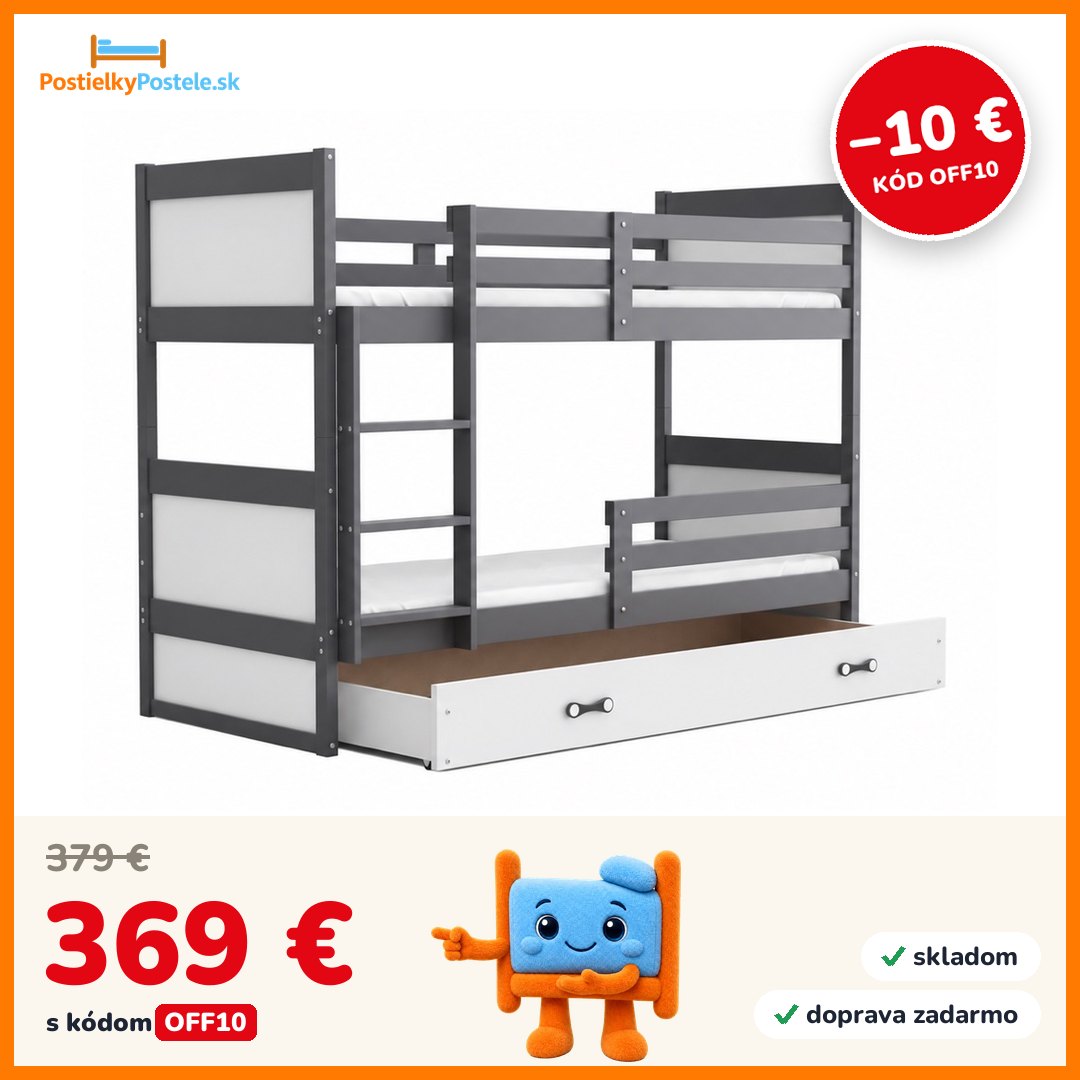 PostielkyPostele.sk
–10 €
KÓD OFF10
379 €
369 €
s kódom OFF10
✓ skladom
✓ doprava zadarmo